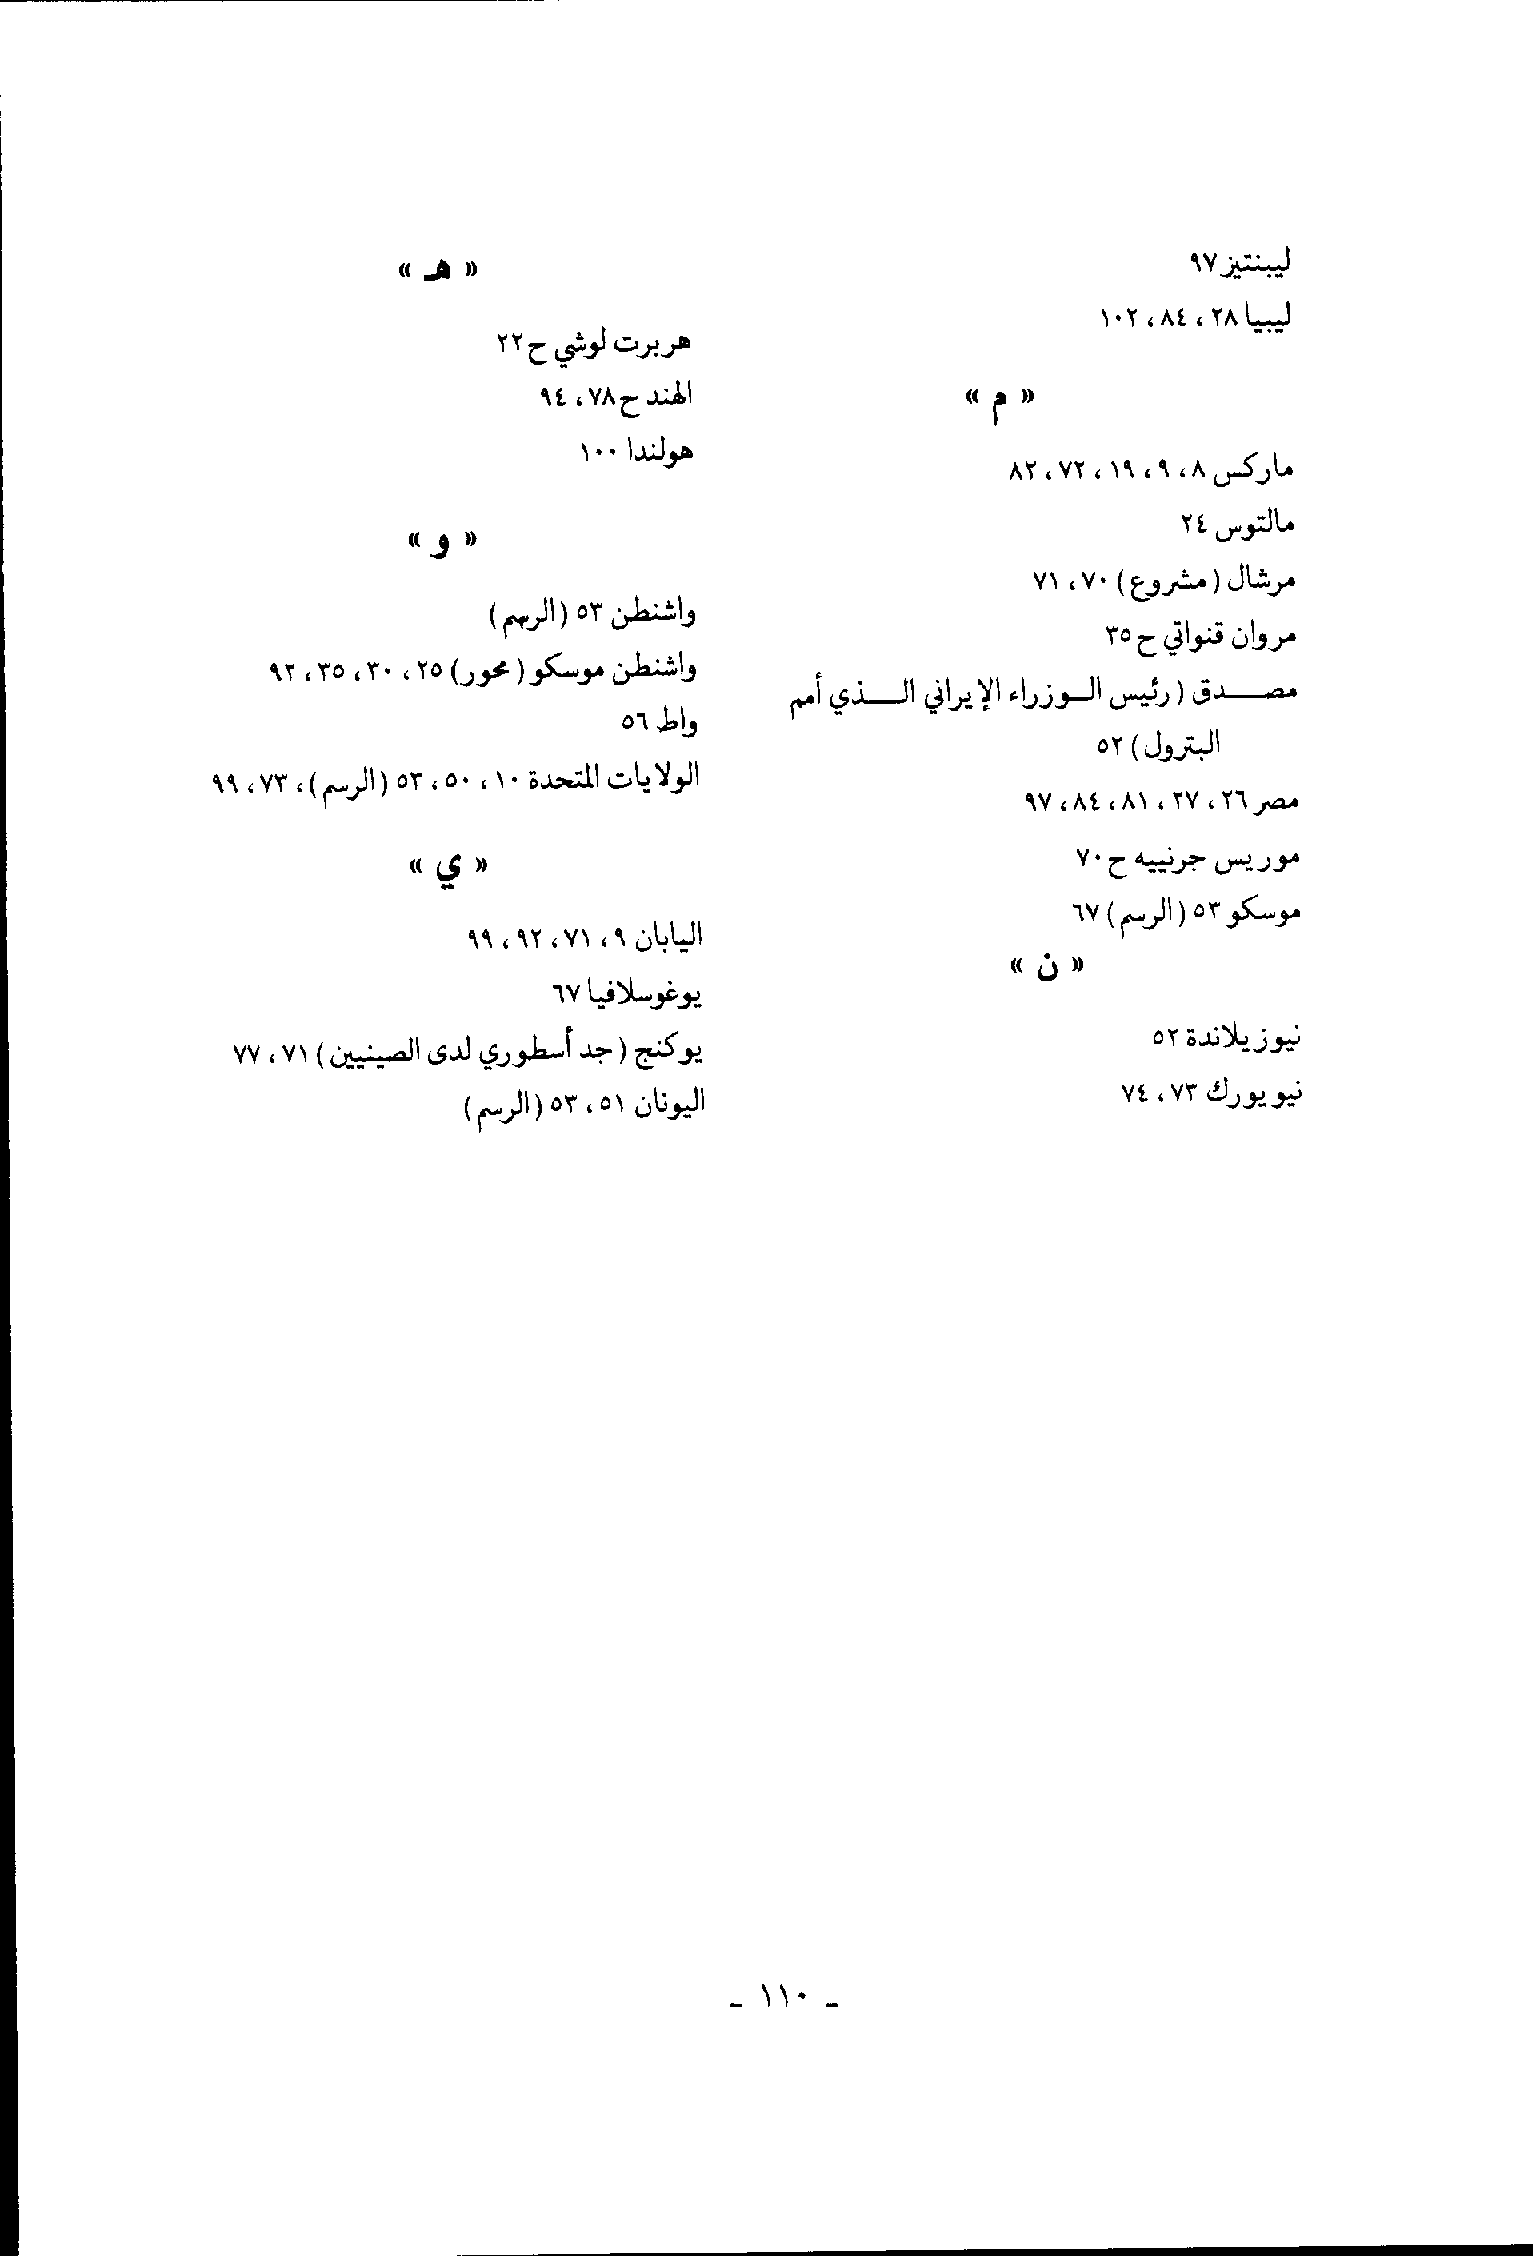 ليبنتيز ٩٧
ليبيا ٢٨ ، ٨٤ ، ١٠٢
« م »
ماركس ٨ ، ٩ ، ١٩ ، ٧٢ ، ٨٢
مالتوس ٢٤
مرشال ( مشروع ) ٧٠ ، ٧١
مروان قنواتي ح ٣٥
مصدق ( رئيس الوزراء الإيراني الذي أمم
البترول ) ٥٢
مصر ٢٦ ، ٢٧ ، ٨١ ، ٨٤ ، ٩٧
موريس جرنييه ح ٧٠
موسكو ٥٣ ( الرسم ) ٦٧
« ن »
نيوزيلاندة ٥٢
نيويورك ٧٣ ، ٧٤
« هـ »
هربرت لوشي ح ٢٢
الهند ح ٧٨ ، ٩٤
هولندا ١٠٠
« و »
واشنطن ٥٣ ( الرسم )
واشنطن موسكو ( محور ) ٢٥ ، ٣٠ ، ٣٥ ، ٩٣
واط ٥٦
الولايات المتحدة ١٠ ، ٥٠ ، ٥٣ ( الرسم ) ، ٧٣ ، ٩٩
« ي »
اليابان ٩ ، ٧١ ، ٩٢ ، ٩٩
يوغوسلافيا ٦٧
يوكنج ( جد أسطوري لدى الصينيين ) ٧١ ، ٧٧
اليونان ٥١ ، ٥٣ ( الرسم )
- ١١٠ -